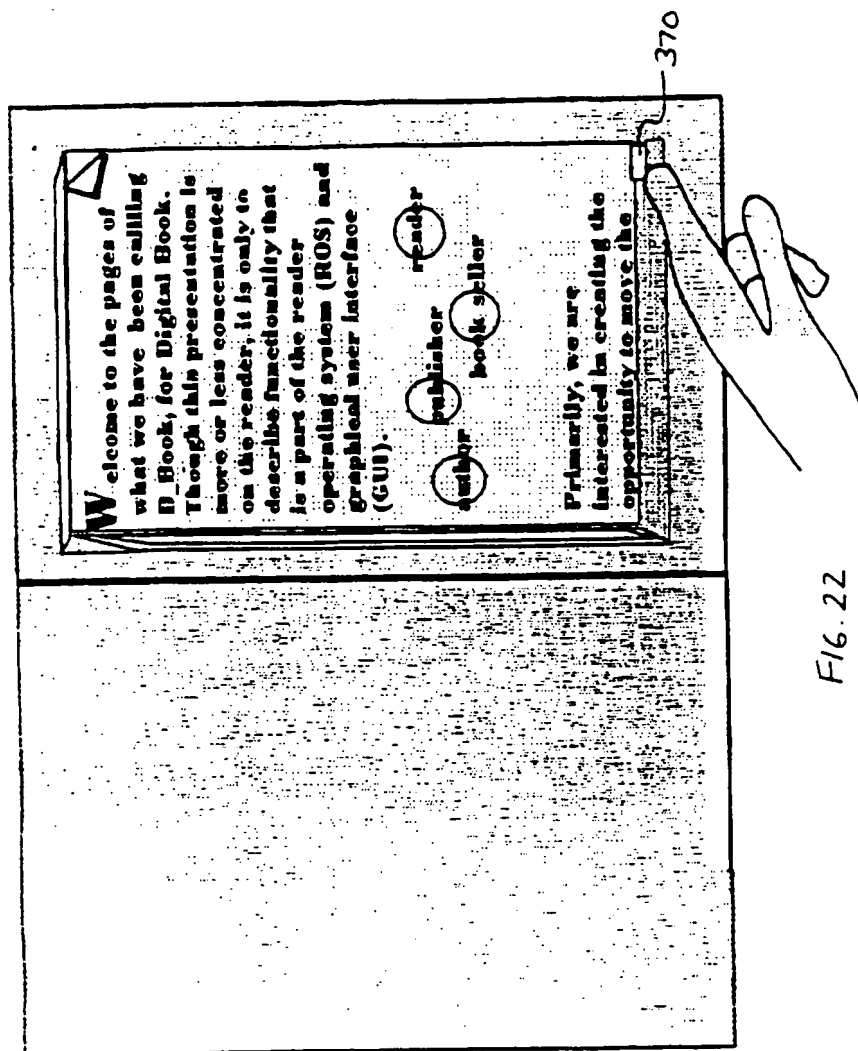 Welcome to the pages of
what we have been callling
D_Book, for Digital Book.
Though this presentation is
more or less concentrated
on the reader, it is only to
describe functionality that
is a part of the reader
operating system (ROS) and
graphical user interface
(GUI).
author publisher book seller reader
Primarily, we are
interested in creating the
opportunity to move the
370
FIG. 22